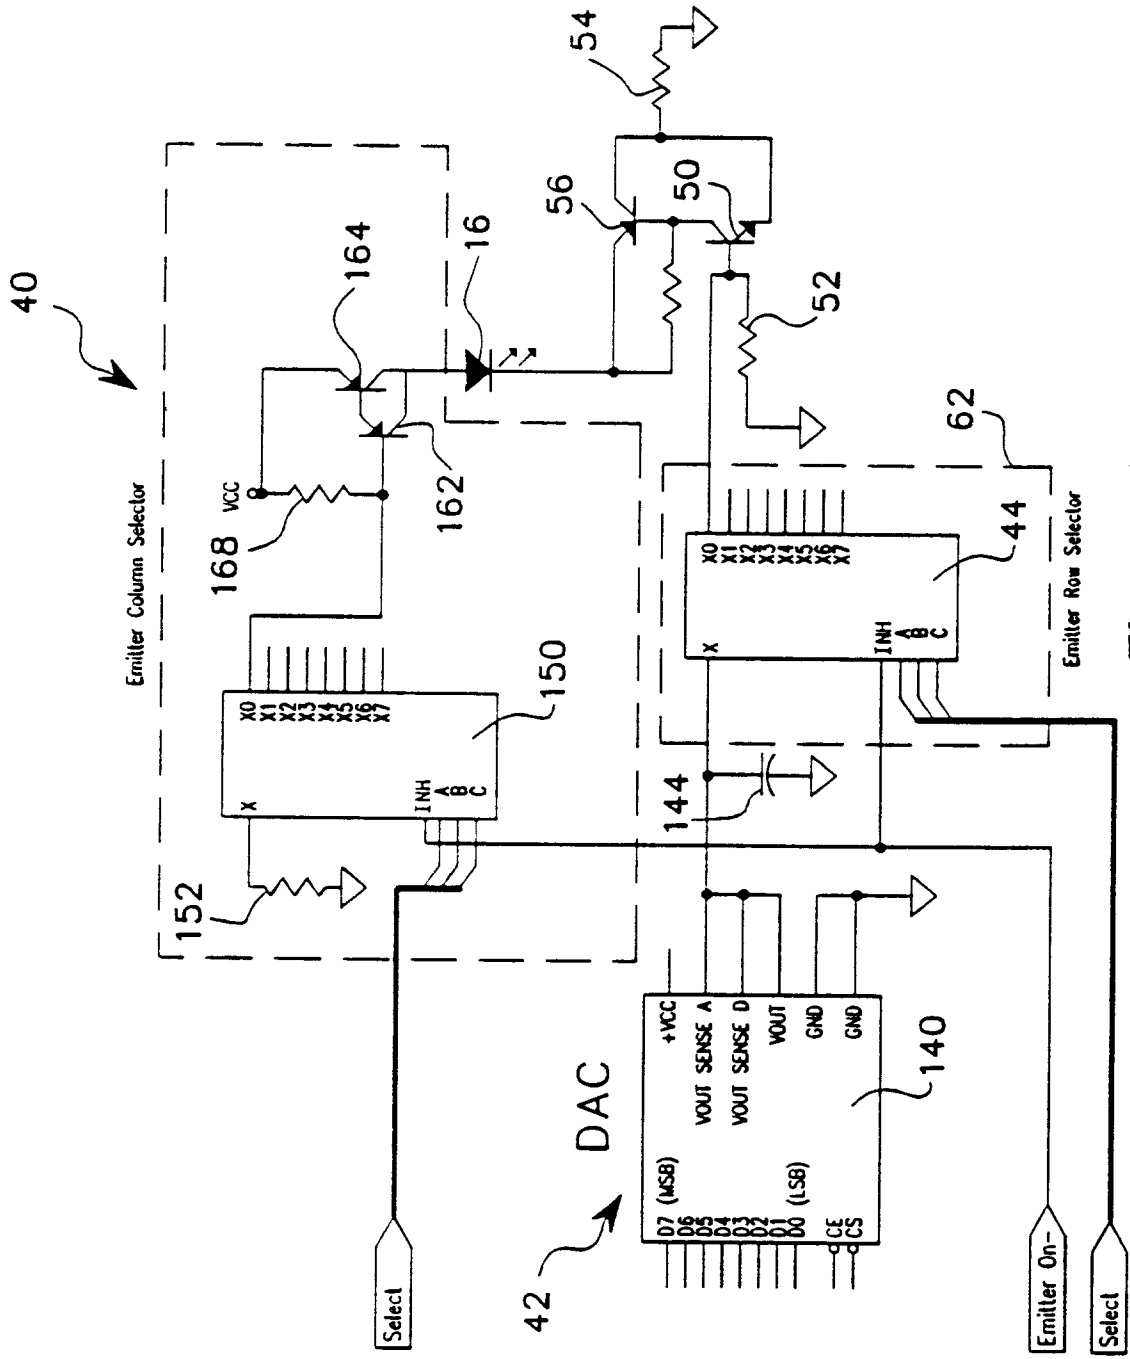 40
Emitter Column Selector
VCC
164
168
162
16
56
54
50
52
X0
X1
X2
X3
X4
X5
X6
X7
X
INH
A
B
C
150
152
Select
42
DAC
D7 (MSB)
D6
D5
D4
D3
D2
D1
D0 (LSB)
CE
CS
+VCC
VOUT SENSE A
VOUT SENSE D
VOUT
GND
GND
140
144
X
INH
A
B
C
X0
X1
X2
X3
X4
X5
X6
X7
44
62
Emitter Row Selector
Emitter On-
Select